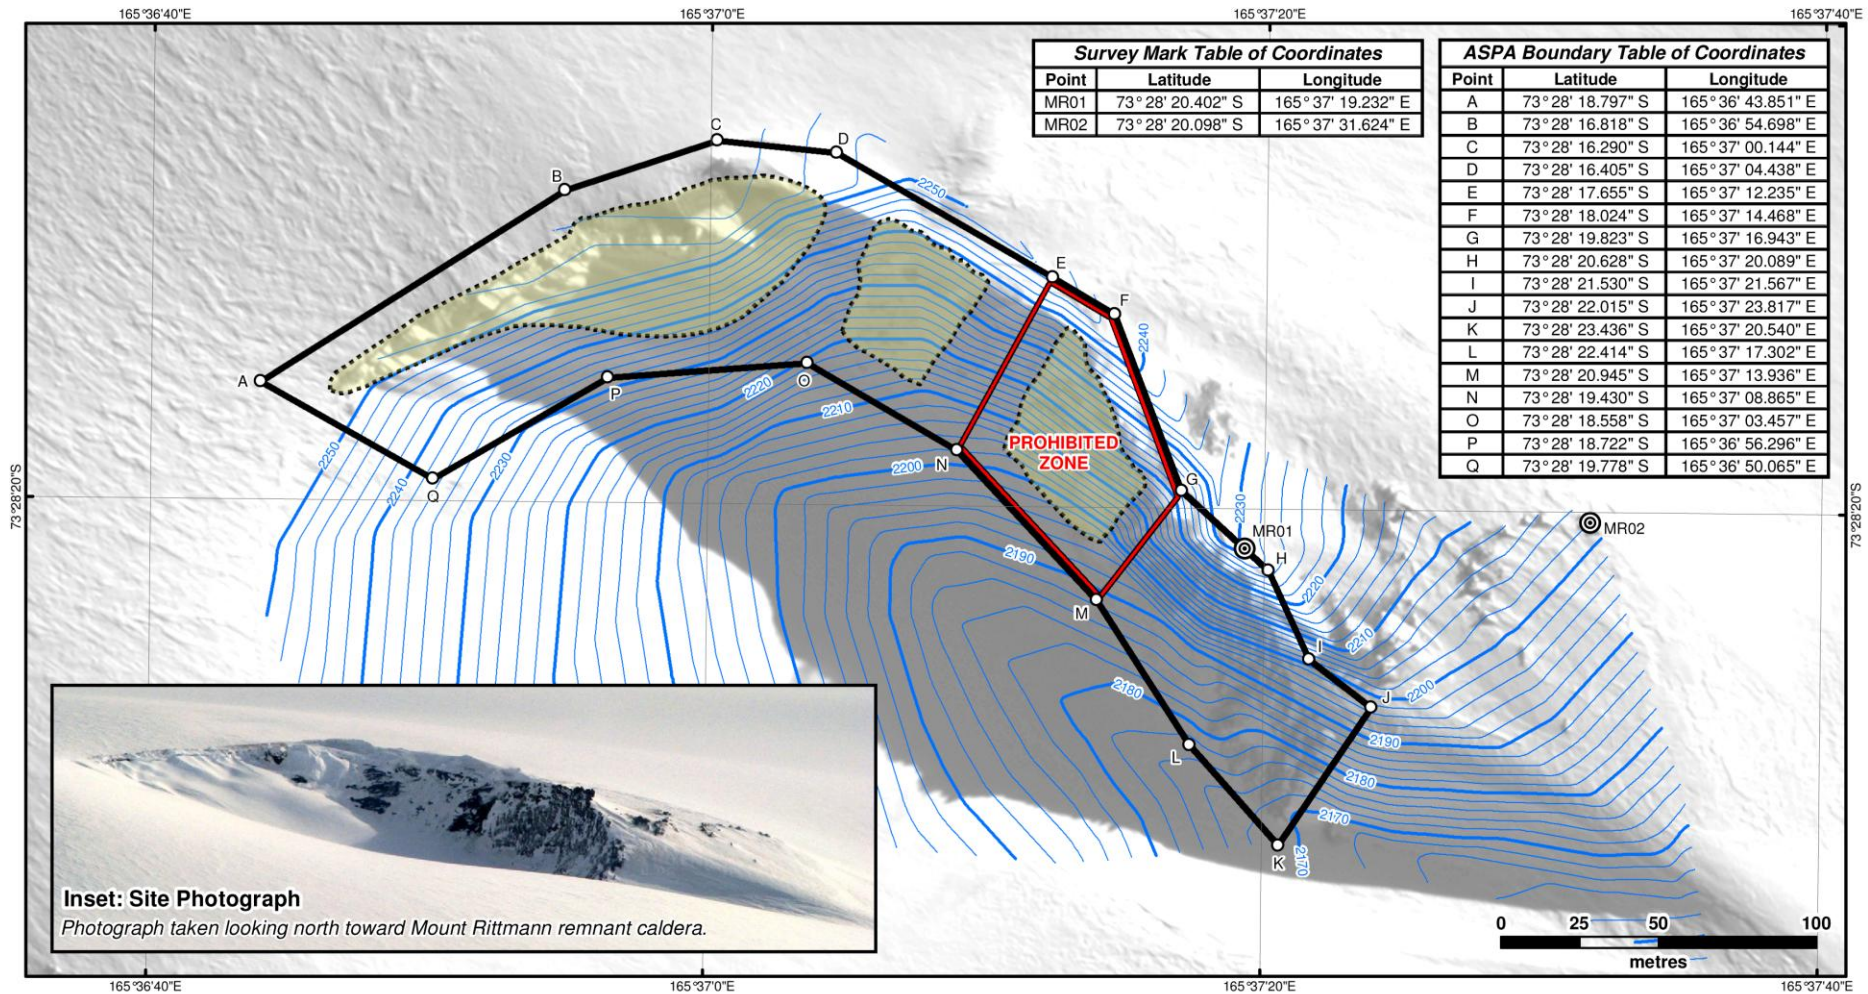 165°36'40"E
165°37'0"E
165°37'20"E
165°37'40"E
Survey Mark Table of Coordinates
Point Latitude Longitude
MR01 73°28' 20.402" S 165°37' 19.232" E
MR02 73°28' 20.098" S 165°37' 31.624" E
ASPA Boundary Table of Coordinates
Point Latitude Longitude
A 73°28' 18.797" S 165°36' 43.851" E
B 73°28' 16.818" S 165°36' 54.698" E
C 73°28' 16.290" S 165°37' 00.144" E
D 73°28' 16.405" S 165°37' 04.438" E
E 73°28' 17.655" S 165°37' 12.235" E
F 73°28' 18.024" S 165°37' 14.468" E
G 73°28' 19.823" S 165°37' 16.943" E
H 73°28' 20.628" S 165°37' 20.089" E
I 73°28' 21.530" S 165°37' 21.567" E
J 73°28' 22.015" S 165°37' 23.817" E
K 73°28' 23.436" S 165°37' 20.540" E
L 73°28' 22.414" S 165°37' 17.302" E
M 73°28' 20.945" S 165°37' 13.936" E
N 73°28' 19.430" S 165°37' 08.865" E
O 73°28' 18.558" S 165°37' 03.457" E
P 73°28' 18.722" S 165°36' 56.296" E
Q 73°28' 19.778" S 165°36' 50.065" E
C
D
B
2250
E
F
2240
A
P
O
2220
2210
PROHIBITED
ZONE
2250
2230
2240
N
2200
Q
G
2230
73°28'20"S
73°28'20"S
MR01
MR02
H
2190
2220
M
2210
I
2180
2200
J
2190
L
2180
2170
K
2170
Inset: Site Photograph
Photograph taken looking north toward Mount Rittmann remnant caldera.
0 25 50 100
metres
165°36'40"E
165°37'0"E
165°37'20"E
165°37'40"E